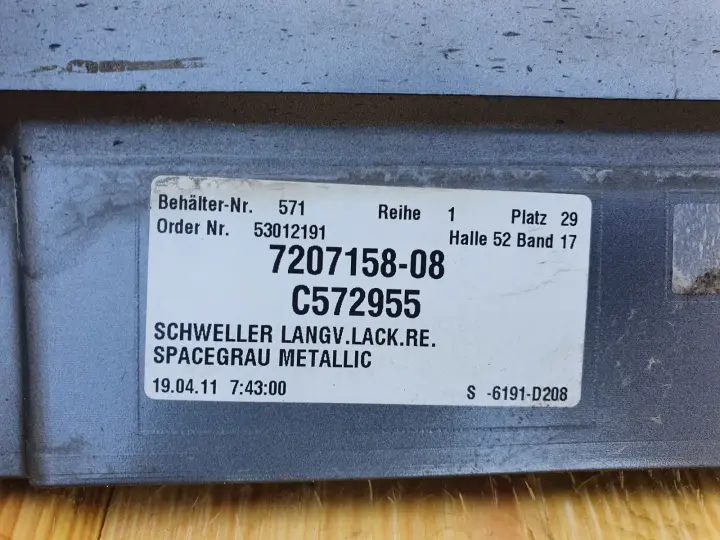 Behälter-Nr. 571 Reihe 1 Platz 29
Order Nr. 53012191 Halle 52 Band 17
7207158-08
C572955
SCHWELLER LANGV.LACK.RE.
SPACEGRAU METALLIC
19.04.11 7:43:00 S -6191-D208